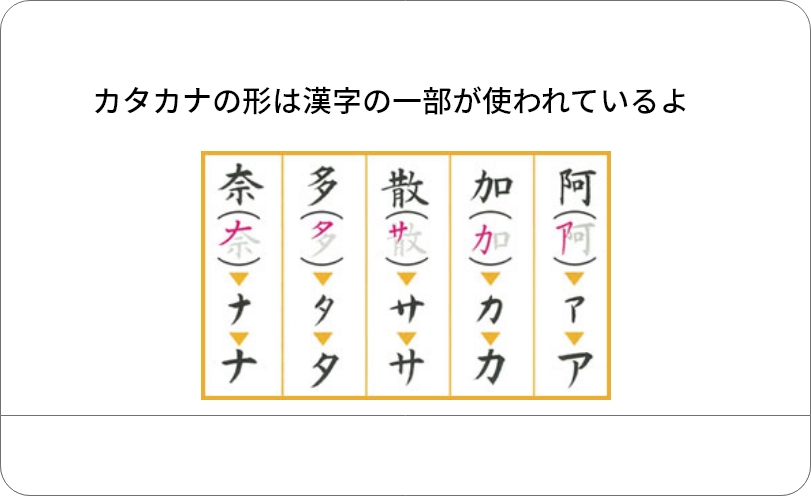 カタカナの形は漢字の一部が使われているよ
阿(阿)アア
加(加)カカ
散(散)ササ
多(多)タタ
奈(奈)ナナ